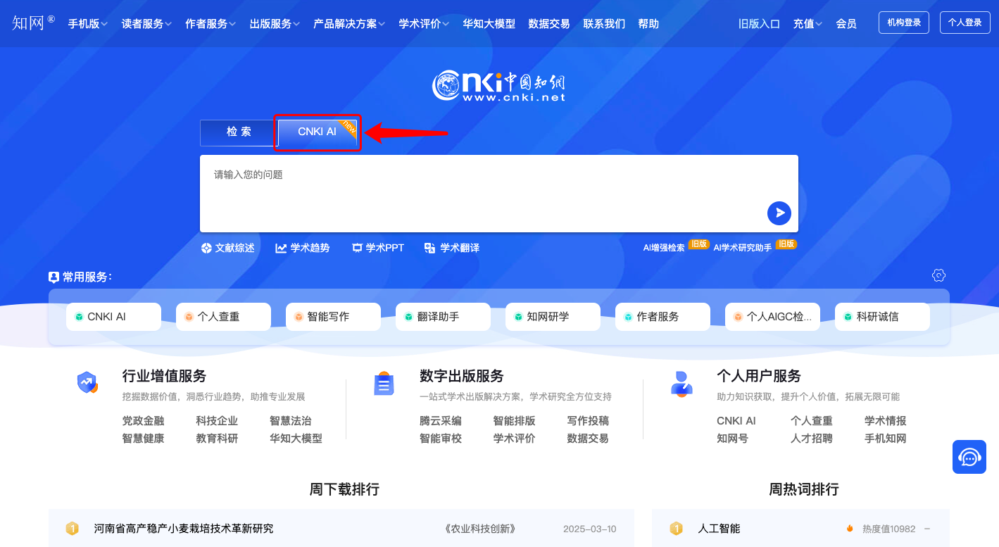 知网® 手机版 读者服务 作者服务 出版服务 产品解决方案 学术评价 华知大模型 数据交易 联系我们 帮助 旧版入口 充值 会员 机构登录 个人登录
Cnki中国知網
www.cnki.net
检 索 CNKI AI new
请输入您的问题
文献综述 学术趋势 学术PPT 学术翻译 AI增强检索 旧版 AI学术研究助手 旧版
常用服务：
CNKI AI 个人查重 智能写作 翻译助手 知网研学 作者服务 个人AIGC检... 科研诚信
行业增值服务
挖掘数据价值，洞悉行业趋势，助推专业发展
党政金融 科技企业 智慧法治
智慧健康 教育科研 华知大模型
数字出版服务
一站式学术出版解决方案，学术研究全方位支持
腾云采编 智能排版 写作投稿
智能审校 学术评价 数据交易
个人用户服务
助力知识获取，提升个人价值，拓展无限可能
CNKI AI 个人查重 学术情报
知网号 人才招聘 手机知网
周下载排行
1 河南省高产稳产小麦栽培技术革新研究 《农业科技创新》 2025-03-10
周热词排行
1 人工智能 热度值10982 −